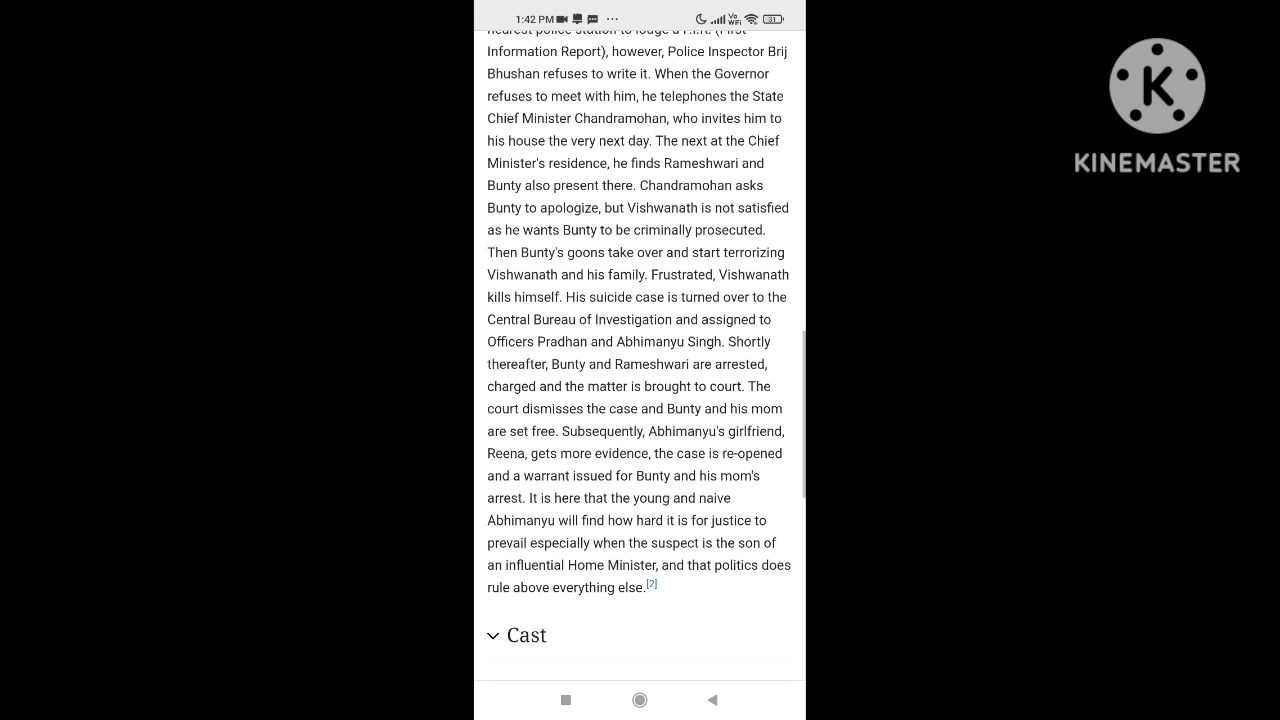 1:42 PM
Vo
WiFi
31
nearest police station to lodge a F.I.R. (First
Information Report), however, Police Inspector Brij
Bhushan refuses to write it. When the Governor
refuses to meet with him, he telephones the State
Chief Minister Chandramohan, who invites him to
his house the very next day. The next at the Chief
Minister's residence, he finds Rameshwari and
Bunty also present there. Chandramohan asks
Bunty to apologize, but Vishwanath is not satisfied
as he wants Bunty to be criminally prosecuted.
Then Bunty's goons take over and start terrorizing
Vishwanath and his family. Frustrated, Vishwanath
kills himself. His suicide case is turned over to the
Central Bureau of Investigation and assigned to
Officers Pradhan and Abhimanyu Singh. Shortly
thereafter, Bunty and Rameshwari are arrested,
charged and the matter is brought to court. The
court dismisses the case and Bunty and his mom
are set free. Subsequently, Abhimanyu's girlfriend,
Reena, gets more evidence, the case is re-opened
and a warrant issued for Bunty and his mom's
arrest. It is here that the young and naive
Abhimanyu will find how hard it is for justice to
prevail especially when the suspect is the son of
an influential Home Minister, and that politics does
rule above everything else.[2]
Cast
K
KINEMASTER